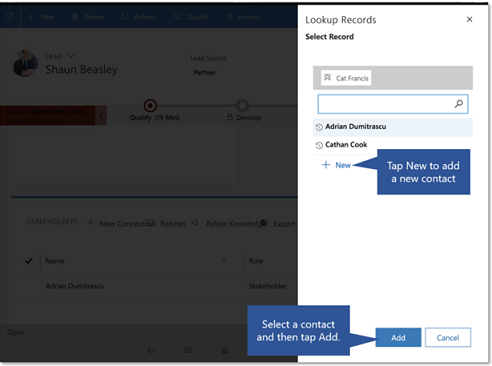 New
Delete
Refresh
Qualify
Process
Lead
Shaun Beasley
Lead Source
Partner
Qualify (19 Min)
Develop
STAKEHOLDERS
New Connection
Refresh
Relate Knowledg
Export
Name
Role
Adrian Dumitrascu
Stakeholder
Open
Lookup Records
Select Record
Cat Francis
Adrian Dumitrascu
Cathan Cook
+ New
Tap New to add
a new contact
Select a contact
and then tap Add.
Add
Cancel